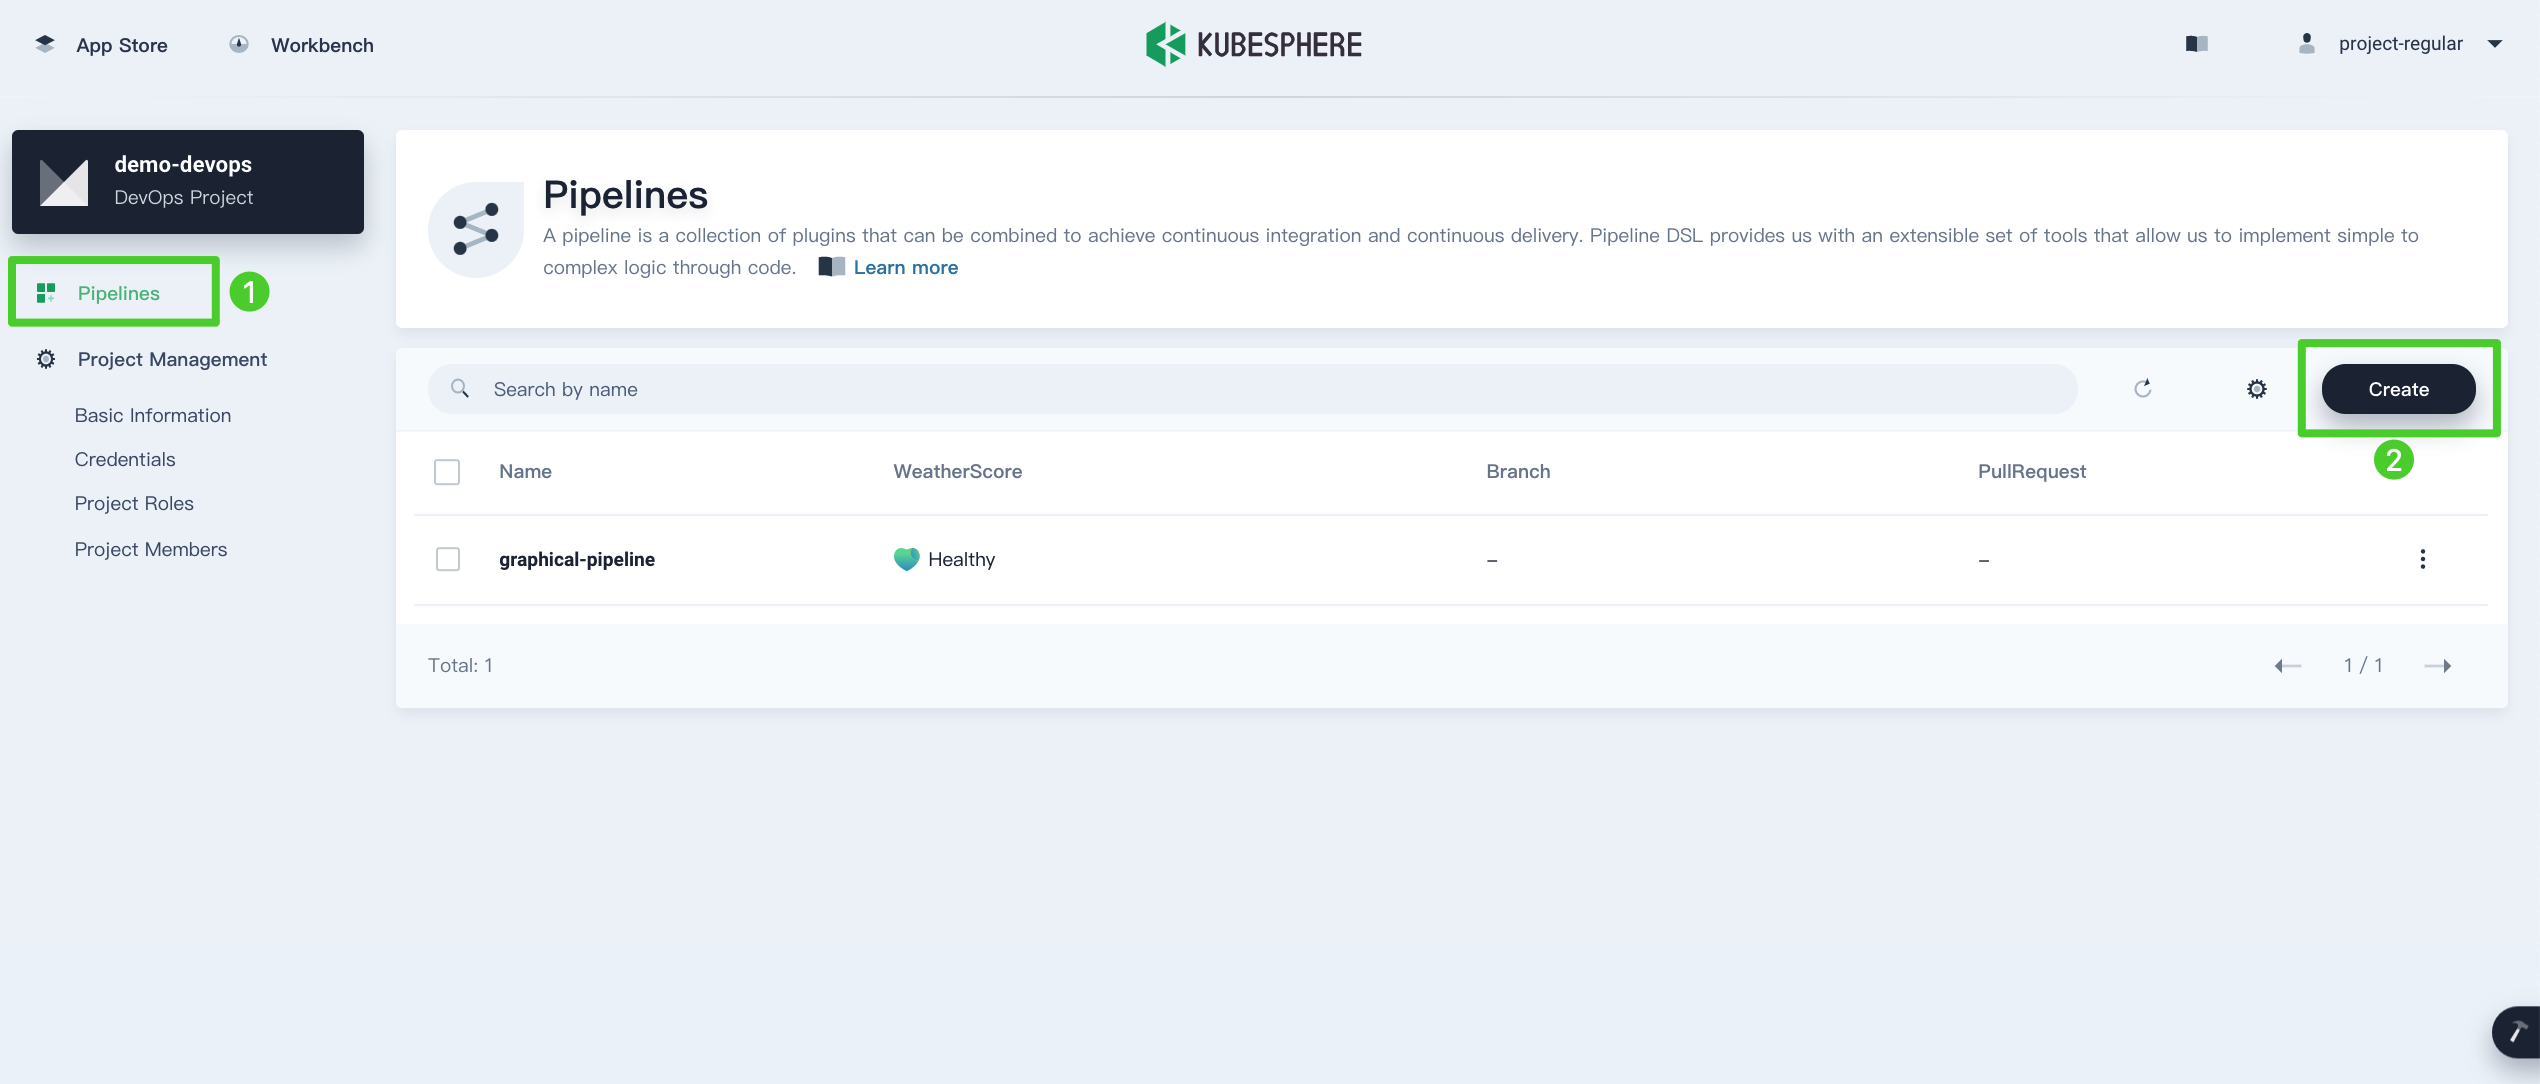 App Store
Workbench
KUBESPHERE
project-regular
demo-devops
DevOps Project
Pipelines
1
Project Management
Basic Information
Credentials
Project Roles
Project Members
Pipelines
A pipeline is a collection of plugins that can be combined to achieve continuous integration and continuous delivery. Pipeline DSL provides us with an extensible set of tools that allow us to implement simple to
complex logic through code. Learn more
Search by name
Create
2
Name WeatherScore Branch PullRequest
graphical-pipeline Healthy – –
Total: 1
1 / 1